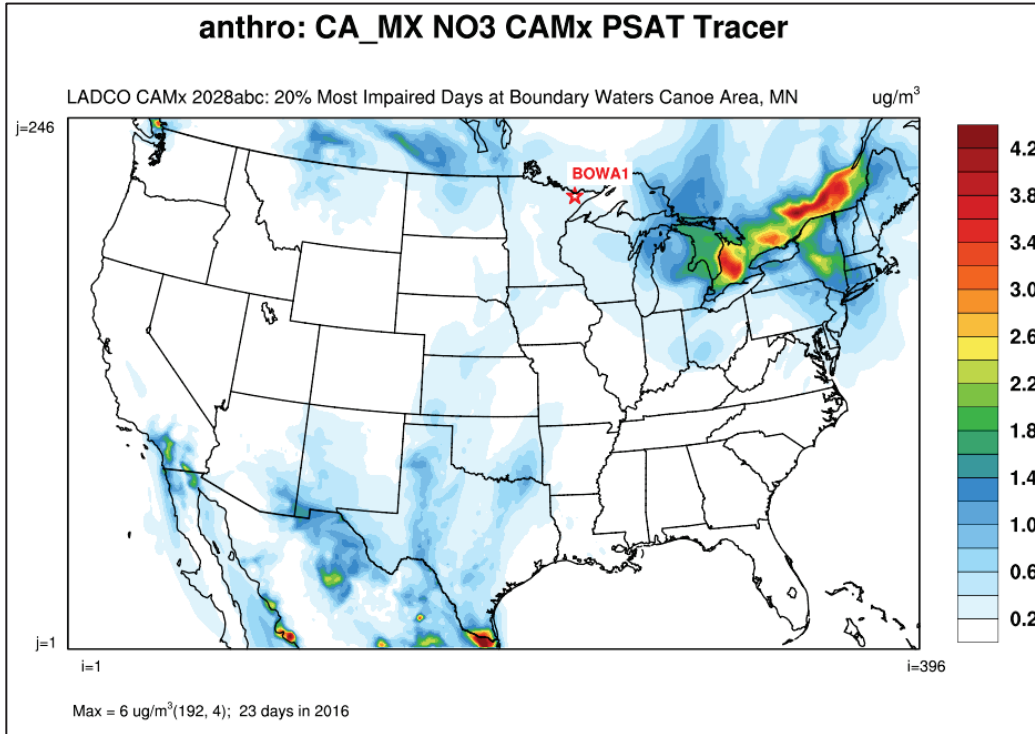 anthro: CA_MX NO3 CAMx PSAT Tracer
LADCO CAMx 2028abc: 20% Most Impaired Days at Boundary Waters Canoe Area, MN ug/m³
j=246
BOWA1
4.2
3.8
3.4
3.0
2.6
2.2
1.8
1.4
1.0
0.6
0.2
j=1
i=1 i=396
Max = 6 ug/m³(192, 4); 23 days in 2016